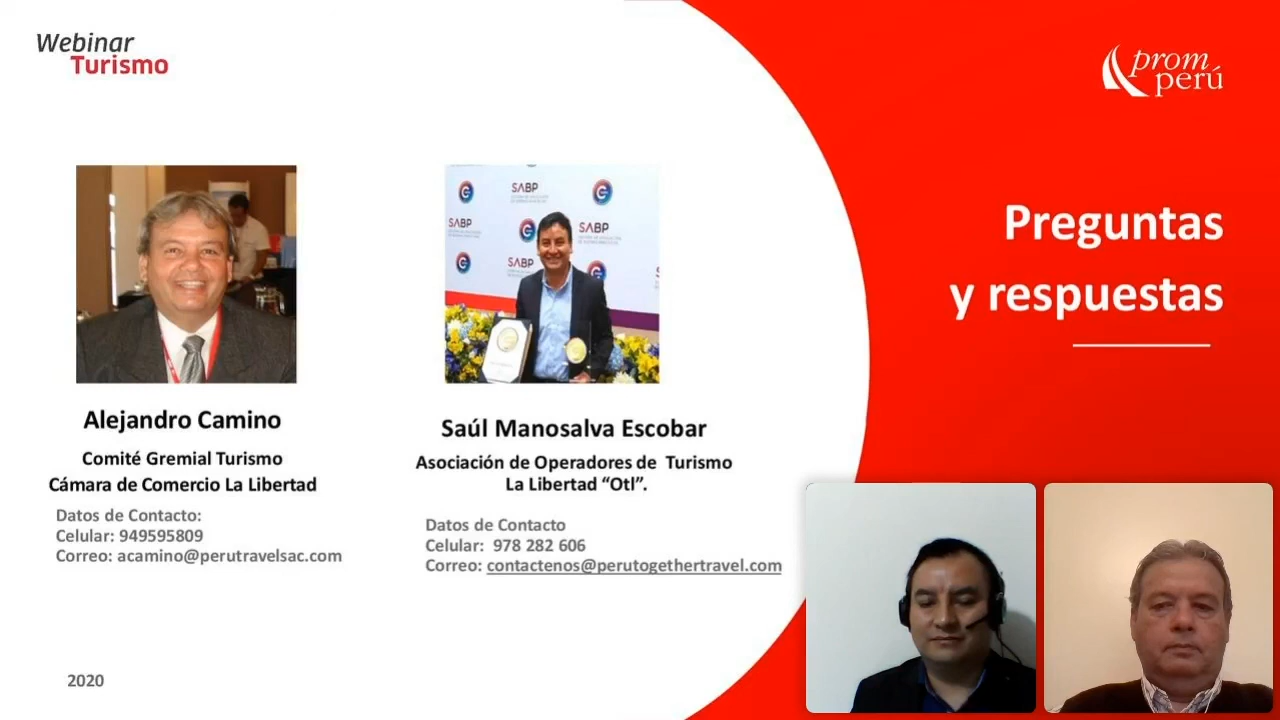 Webinar
Turismo
prom
perú
SABP
SABP
SABP
SABP
Preguntas
y respuestas
Alejandro Camino
Comité Gremial Turismo
Cámara de Comercio La Libertad
Datos de Contacto:
Celular: 949595809
Correo: acamino@perutravelsac.com
Saúl Manosalva Escobar
Asociación de Operadores de Turismo
La Libertad “Otl”.
Datos de Contacto
Celular: 978 282 606
Correo: contactenos@perutogethertravel.com
2020